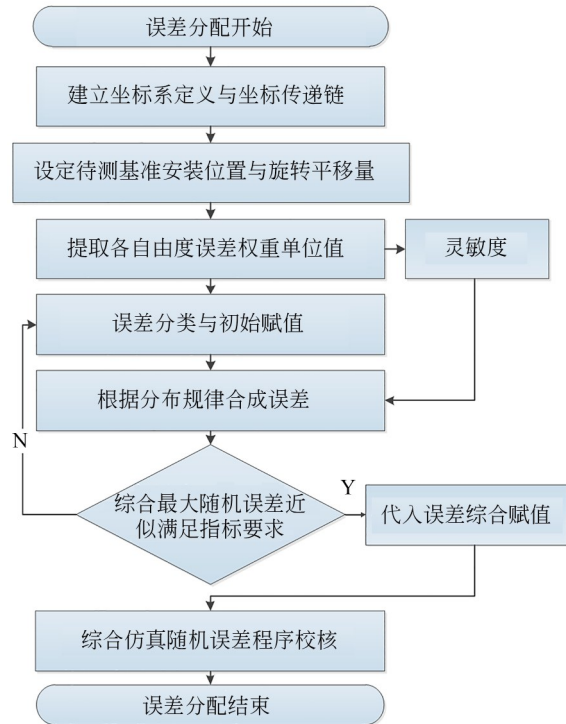 误差分配开始
建立坐标系定义与坐标传递链
设定待测基准安装位置与旋转平移量
提取各自由度误差权重单位值
灵敏度
误差分类与初始赋值
根据分布规律合成误差
N
综合最大随机误差近
似满足指标要求
Y
代入误差综合赋值
综合仿真随机误差程序校核
误差分配结束